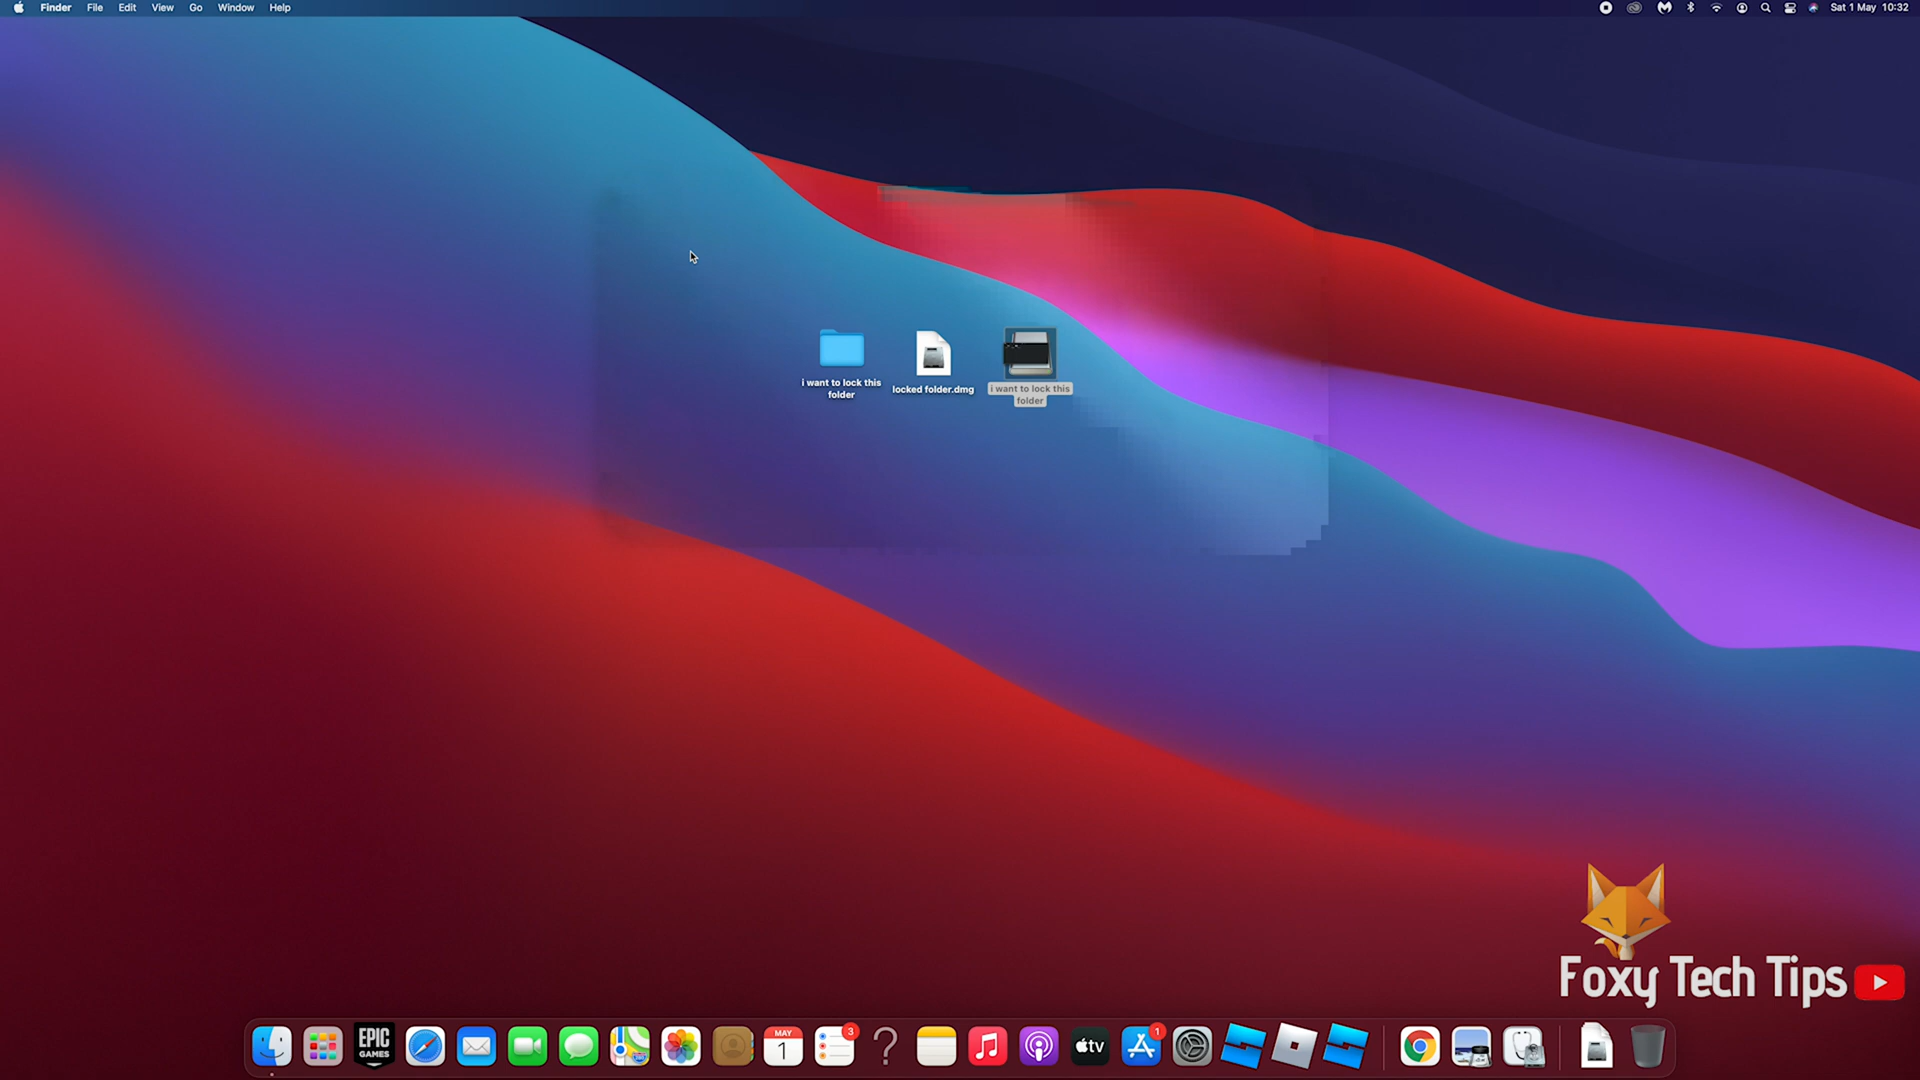 Finder File Edit View Go Window Help Sat 1 May 10:32
i want to lock this
folder
locked folder.dmg
i want to lock this
folder
Foxy Tech Tips
EPIC
GAMES
MAY
1
3
?
tv
1